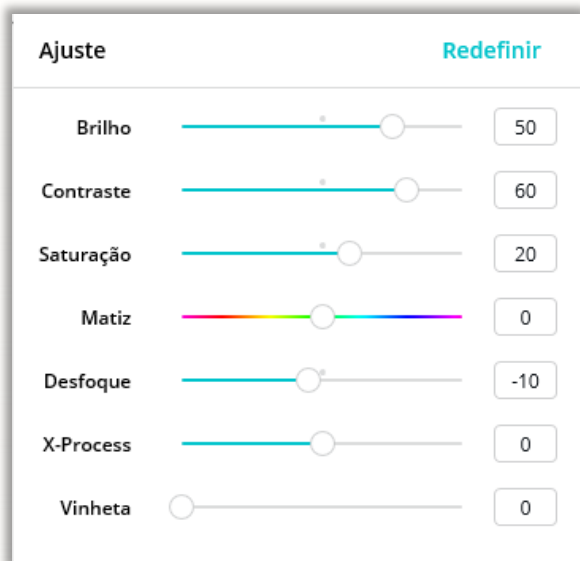 Ajuste Redefinir
Brilho 50
Contraste 60
Saturação 20
Matiz 0
Desfoque -10
X-Process 0
Vinheta 0